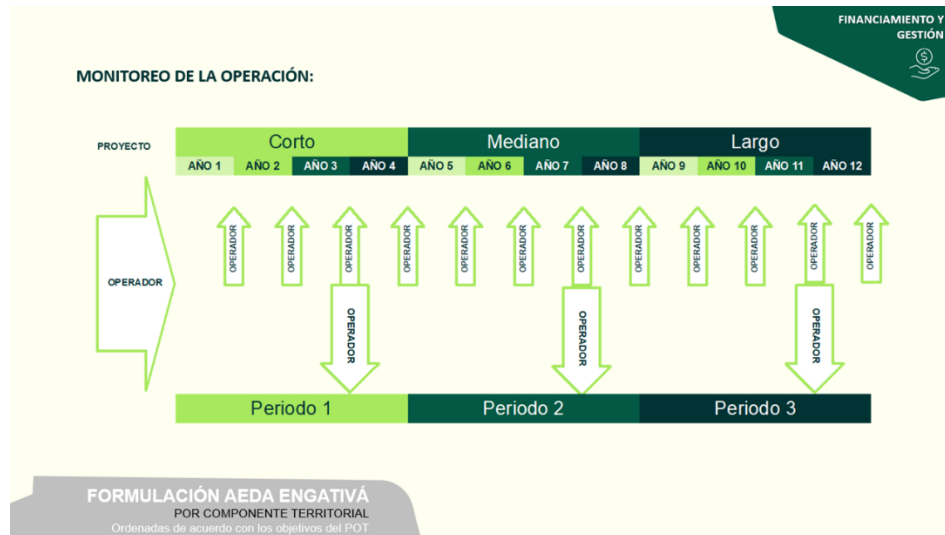 FINANCIAMIENTO Y
GESTIÓN
MONITOREO DE LA OPERACIÓN:
PROYECTO
Corto Mediano Largo
AÑO 1 AÑO 2 AÑO 3 AÑO 4 AÑO 5 AÑO 6 AÑO 7 AÑO 8 AÑO 9 AÑO 10 AÑO 11 AÑO 12
OPERADOR OPERADOR OPERADOR OPERADOR OPERADOR OPERADOR OPERADOR OPERADOR OPERADOR OPERADOR OPERADOR OPERADOR
OPERADOR
OPERADOR OPERADOR OPERADOR
Periodo 1 Periodo 2 Periodo 3
FORMULACIÓN AEDA ENGATIVÁ
POR COMPONENTE TERRITORIAL
Ordenadas de acuerdo con los objetivos del POT